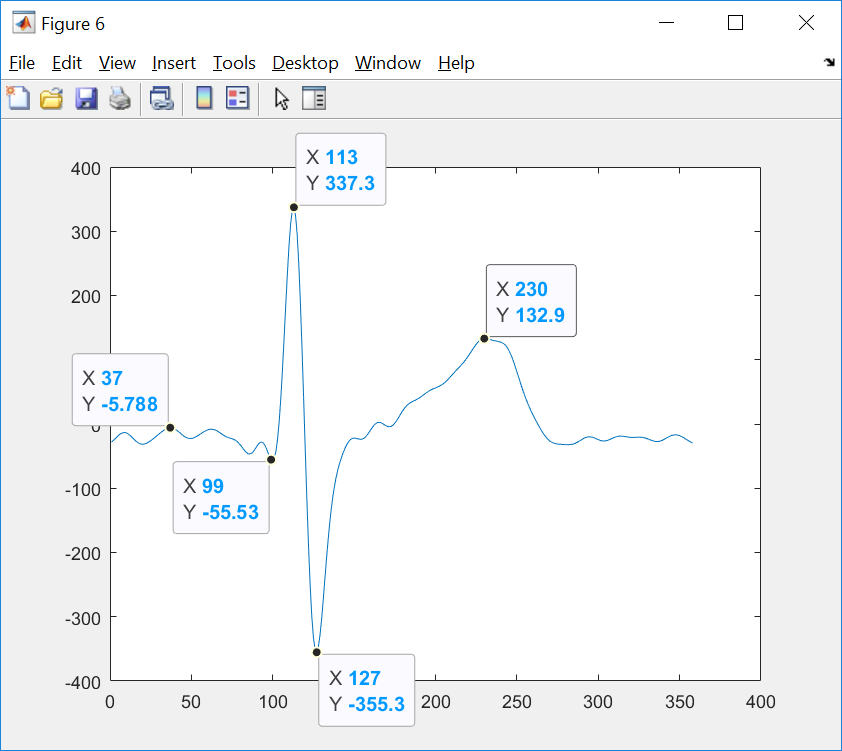 Figure 6
File Edit View Insert Tools Desktop Window Help
X 113
Y 337.3
400
300
X 230
Y 132.9
200
X 37
Y -5.788
0
X 99
Y -55.53
-100
-200
-300
X 127
Y -355.3
-400
0 50 100 200 250 300 350 400